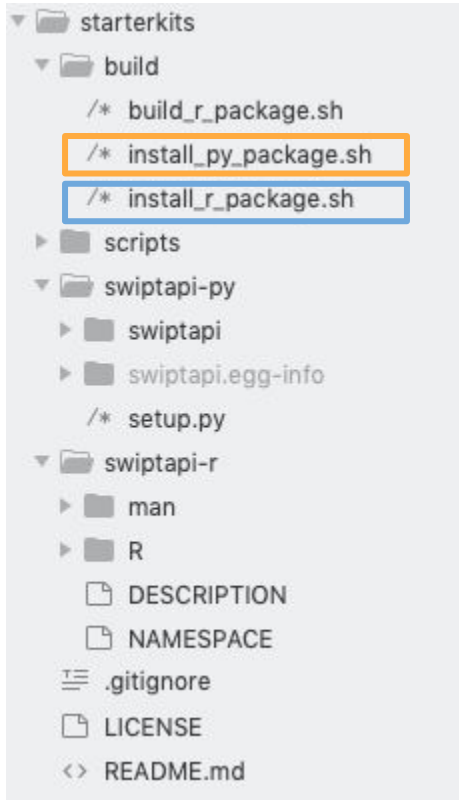 starterkits
build
/* build_r_package.sh
/* install_py_package.sh
/* install_r_package.sh
scripts
swiptapi-py
swiptapi
swiptapi.egg-info
/* setup.py
swiptapi-r
man
R
DESCRIPTION
NAMESPACE
.gitignore
LICENSE
<> README.md